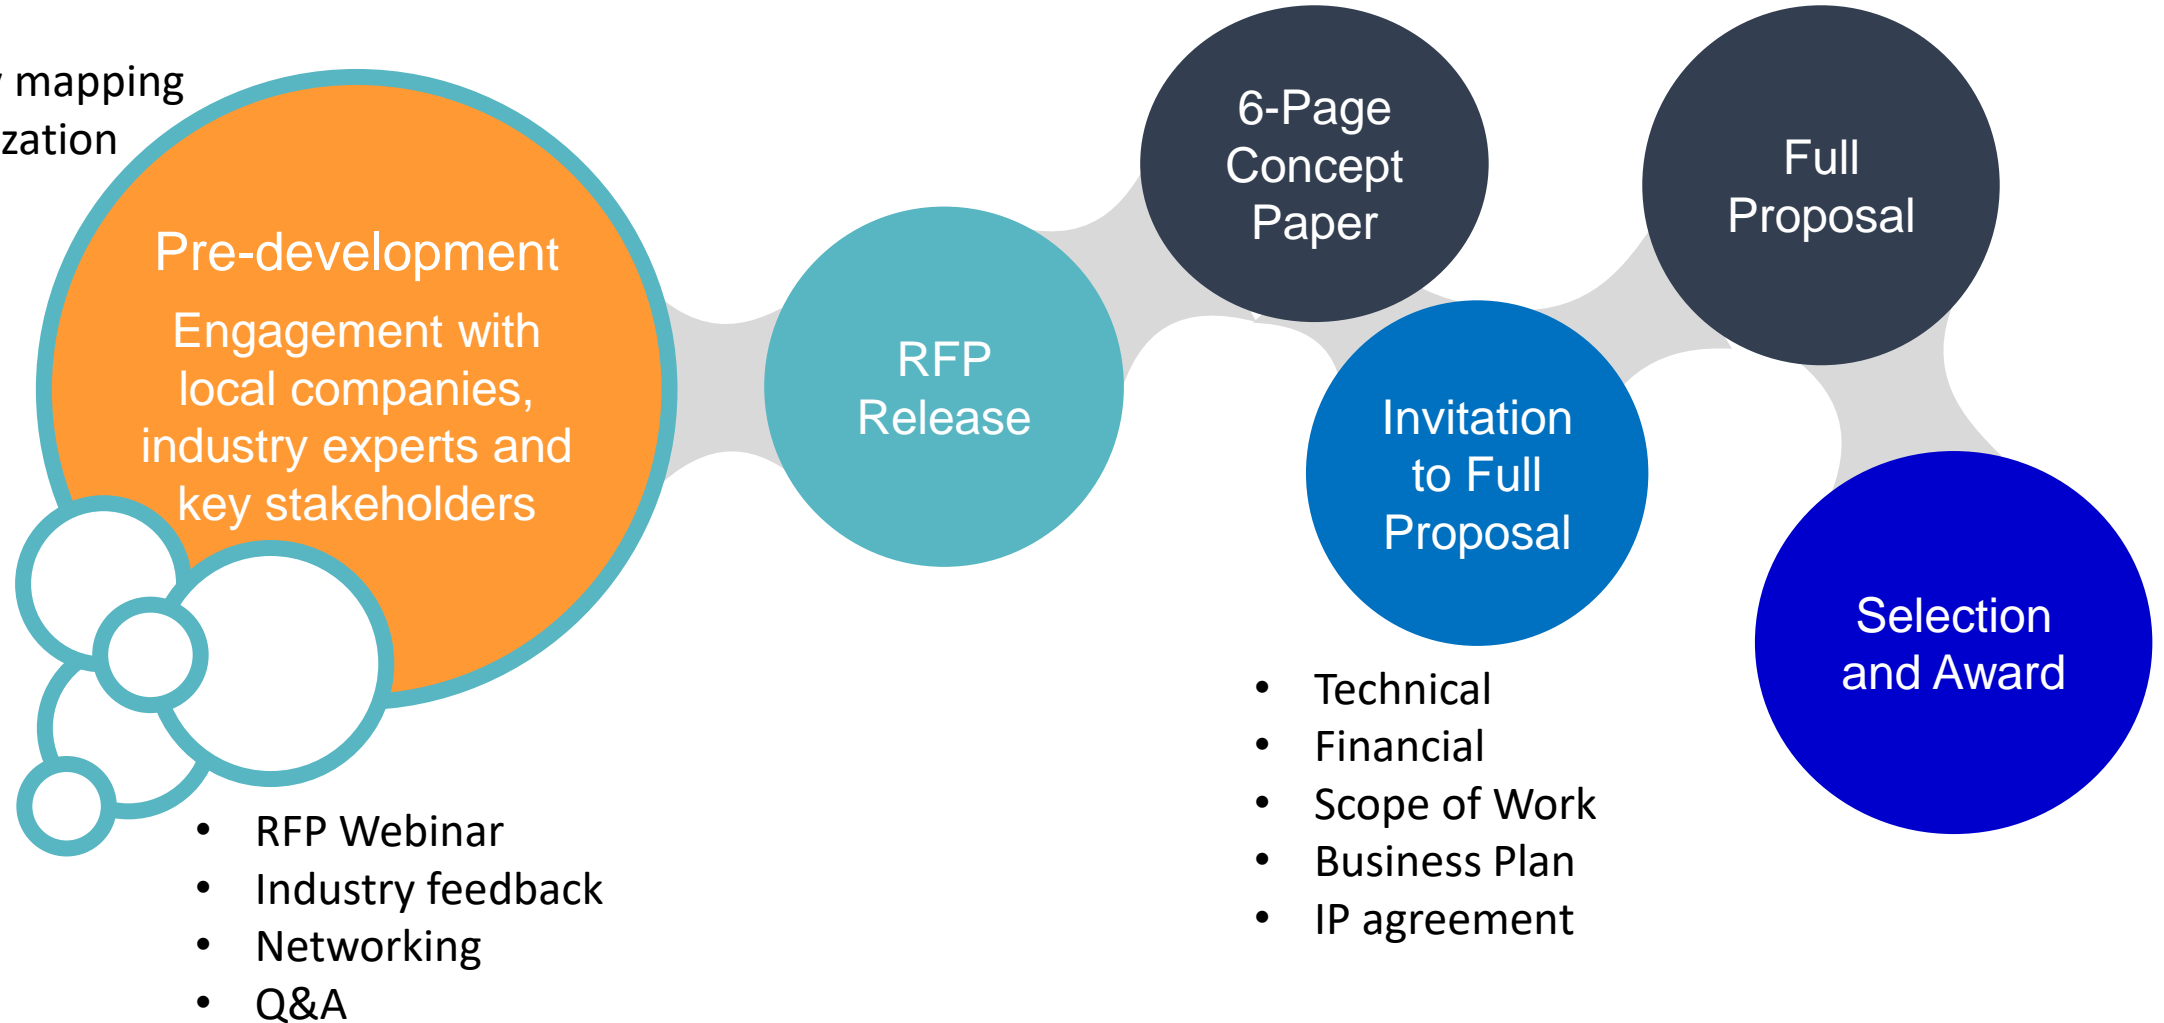 mapping
Pre-development
Engagement with
local companies,
industry experts and
key stakeholders
• RFP Webinar
• Industry feedback
• Networking
• Q&A
RFP
Release
6-Page
Concept
Paper
Invitation
to Full
Proposal
• Technical
• Financial
• Scope of Work
• Business Plan
• IP agreement
Full
Proposal
Selection
and Award